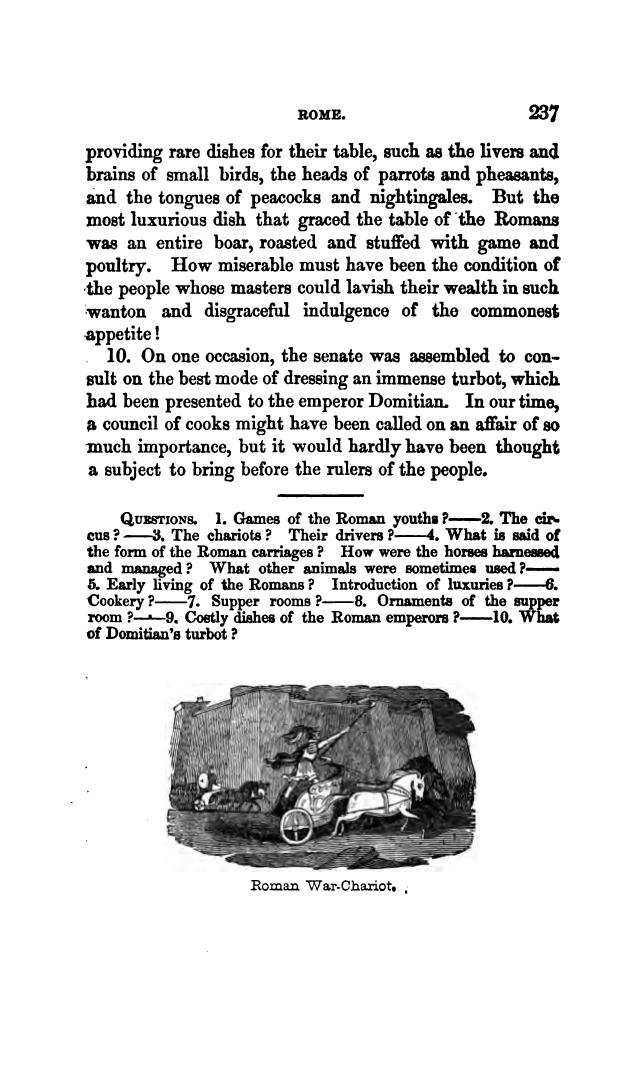 ROME. 237
providing rare dishes for their table, such as the livers and
brains of small birds, the heads of parrots and pheasants,
and the tongues of peacocks and nightingales. But the
most luxurious dish that graced the table of the Romans
was an entire boar, roasted and stuffed with game and
poultry. How miserable must have been the condition of
the people whose masters could lavish their wealth in such
wanton and disgraceful indulgence of the commonest
appetite!
10. On one occasion, the senate was assembled to con-
sult on the best mode of dressing an immense turbot, which
had been presented to the emperor Domitian. In our time,
a council of cooks might have been called on an affair of so
much importance, but it would hardly have been thought
a subject to bring before the rulers of the people.
QUESTIONS. 1. Games of the Roman youths?——2. The cir-
cus?——3. The chariots? Their drivers?——4. What is said of
the form of the Roman carriages? How were the horses harnessed
and managed? What other animals were sometimes used?——
5. Early living of the Romans? Introduction of luxuries?——6.
Cookery?——7. Supper rooms?——8. Ornaments of the supper
room?——9. Costly dishes of the Roman emperors?——10. What
of Domitian's turbot?
Roman War-Chariot.